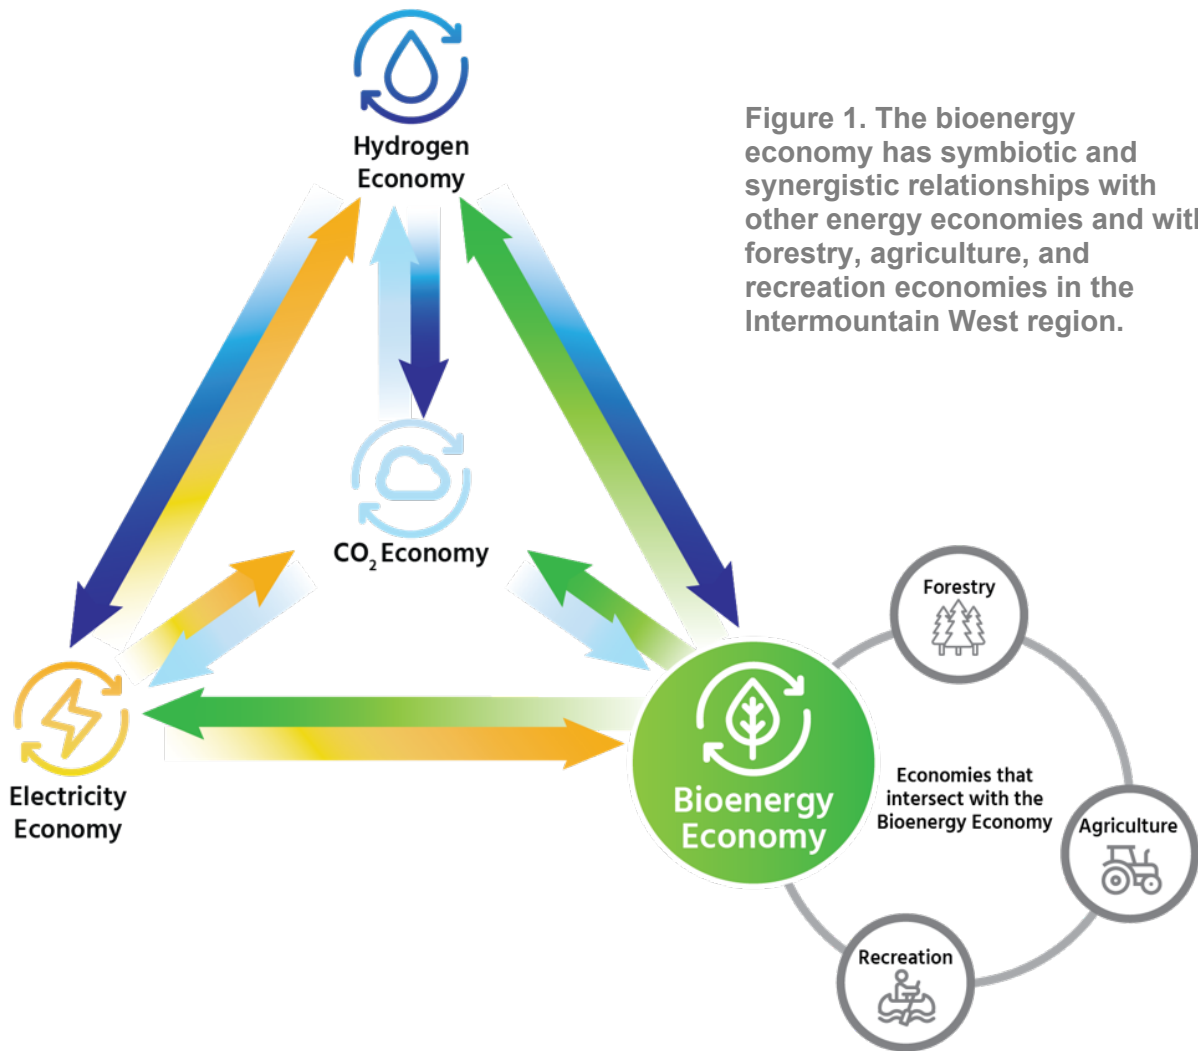 Hydrogen
Economy
Figure 1. The bioenergy
economy has symbiotic and
synergistic relationships with
other energy economies and with
forestry, agriculture, and
recreation economies in the
Intermountain West region.
CO₂ Economy
Forestry
Electricity
Economy
Bioenergy
Economy
Economies that
intersect with the
Bioenergy Economy
Agriculture
Recreation